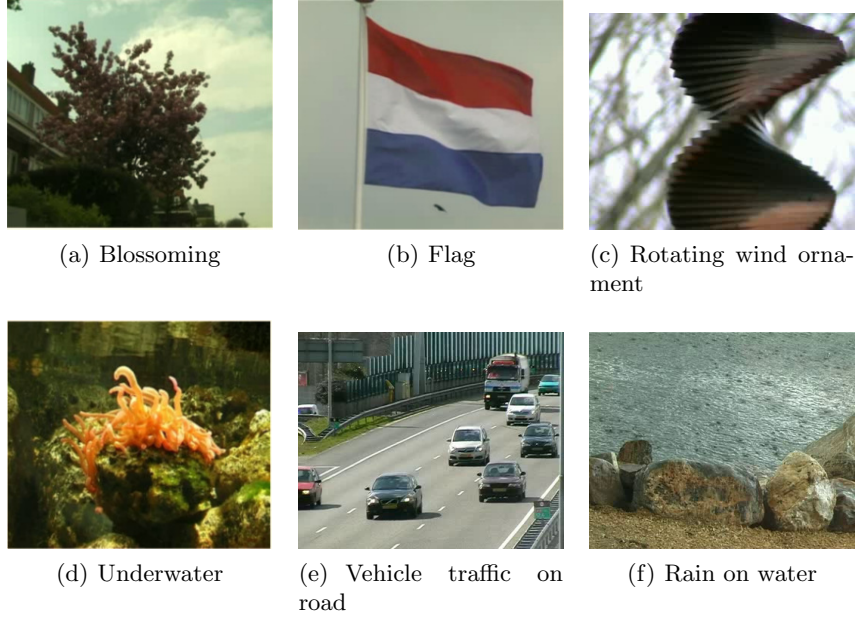 (a) Blossoming
(b) Flag
(c) Rotating wind orna-
ment
(d) Underwater
(e) Vehicle traffic on
road
(f) Rain on water